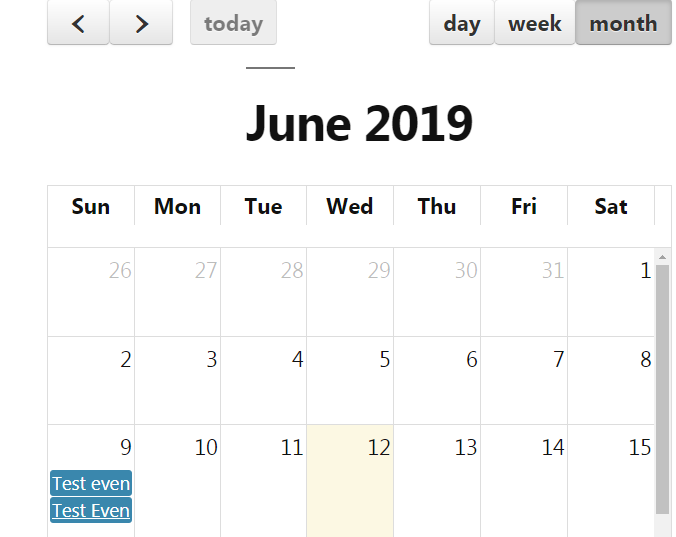 today day week month
June 2019
Sun Mon Tue Wed Thu Fri Sat
26 27 28 29 30 31 1
2 3 4 5 6 7 8
9 10 11 12 13 14 15
Test even
Test Even